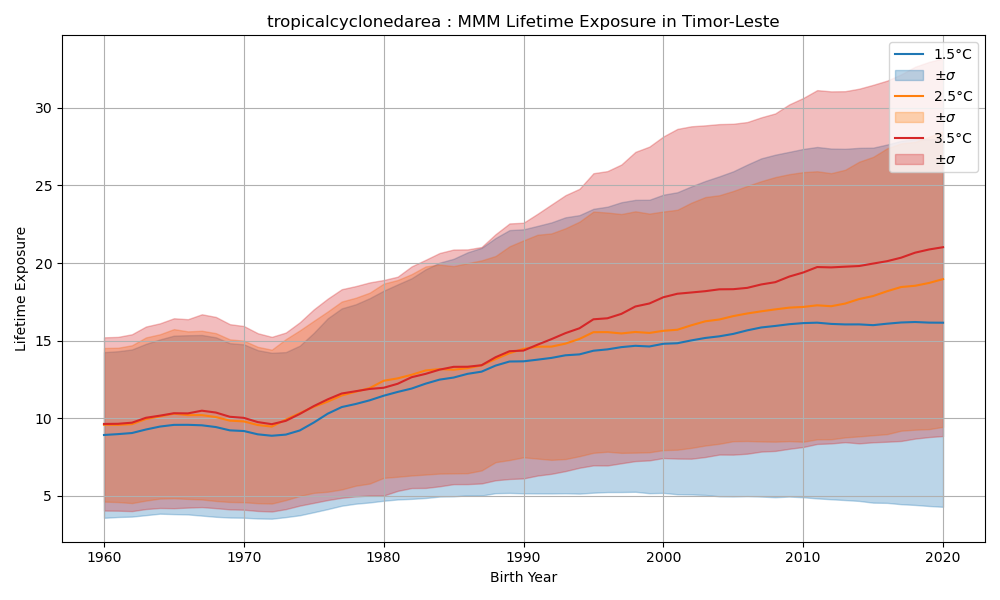 tropicalcyclonedarea : MMM Lifetime Exposure in Timor-Leste
1.5°C
±σ
2.5°C
±σ
3.5°C
±σ
Lifetime Exposure
30
25
20
15
10
5
1960
1970
1980
1990
2000
2010
2020
Birth Year